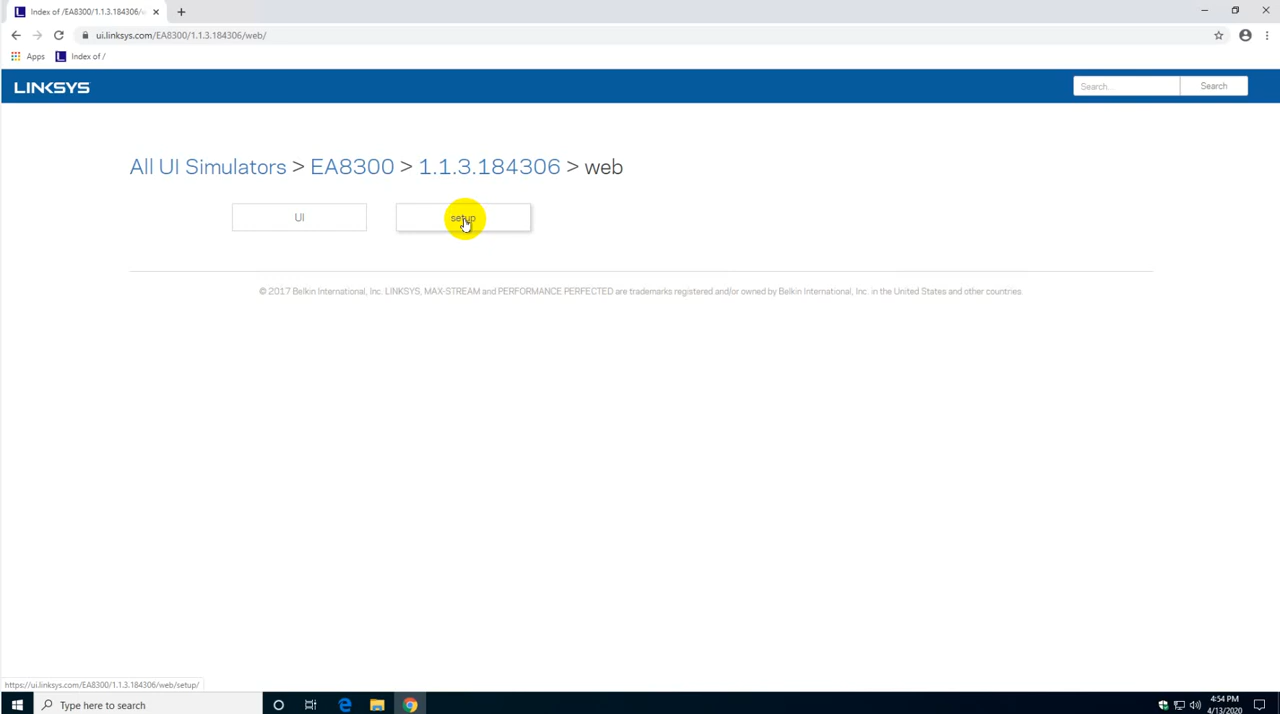 Index of /EA8300/1.1.3.184306/w
ui.linksys.com/EA8300/1.1.3.184306/web/
Apps
Index of /
LINKSYS
Search...
Search
All UI Simulators > EA8300 > 1.1.3.184306 > web
UI
setup
© 2017 Belkin International, Inc. LINKSYS, MAX-STREAM and PERFORMANCE PERFECTED are trademarks registered and/or owned by Belkin International, Inc. in the United States and other countries.
https://ui.linksys.com/EA8300/1.1.3.184306/web/setup/
Type here to search
4:54 PM
4/13/2020